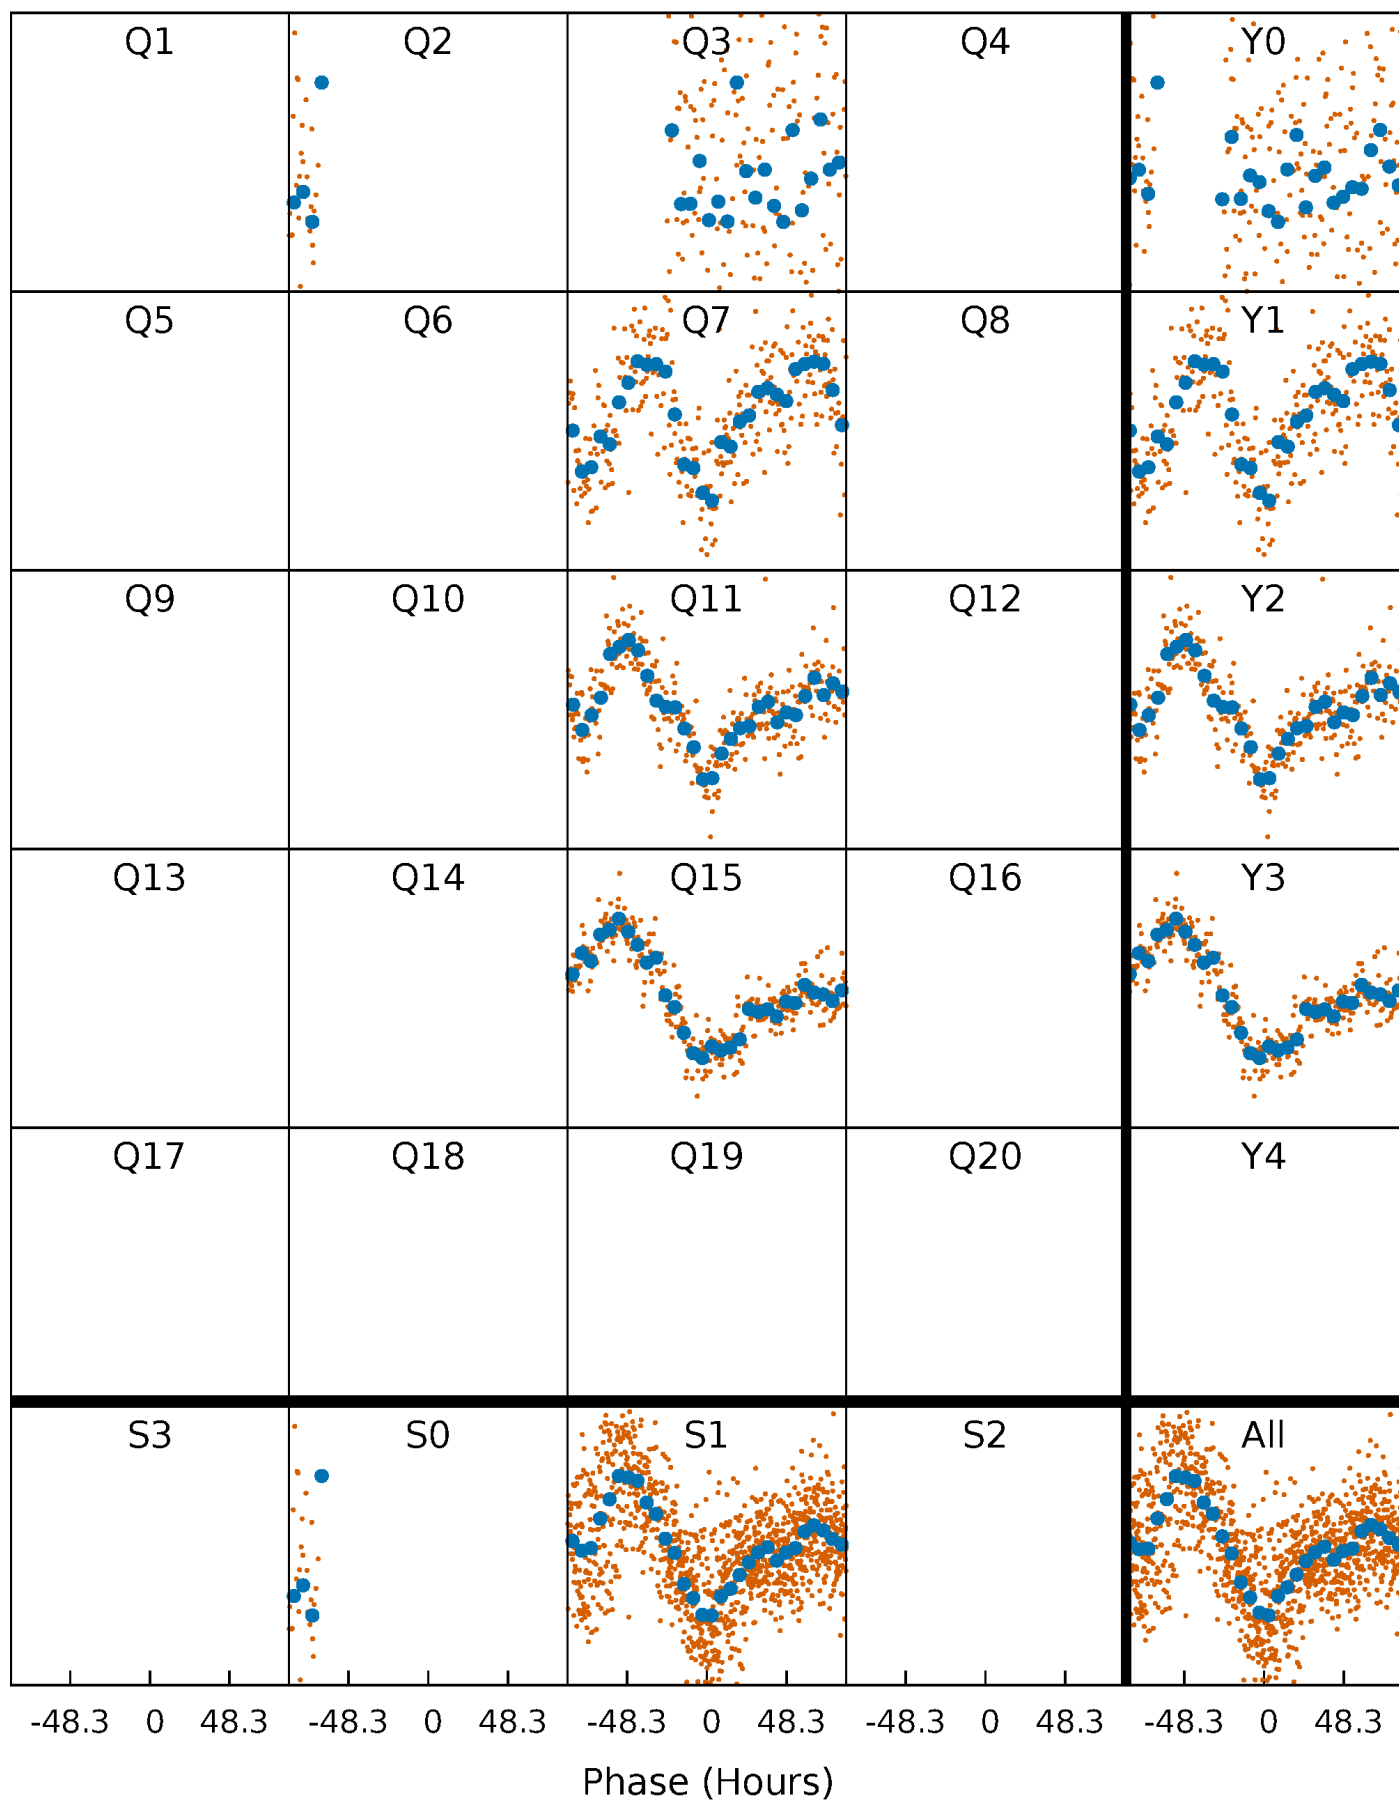 Q1 Q2 Q3 Q4 Y0
Q5 Q6 Q7 Q8 Y1
Q9 Q10 Q11 Q12 Y2
Q13 Q14 Q15 Q16 Y3
Q17 Q18 Q19 Q20 Y4
S3 S0 S1 S2 All
-48.3 0 48.3 -48.3 0 48.3 -48.3 0 48.3 -48.3 0 48.3 -48.3 0 48.3
Phase (Hours)